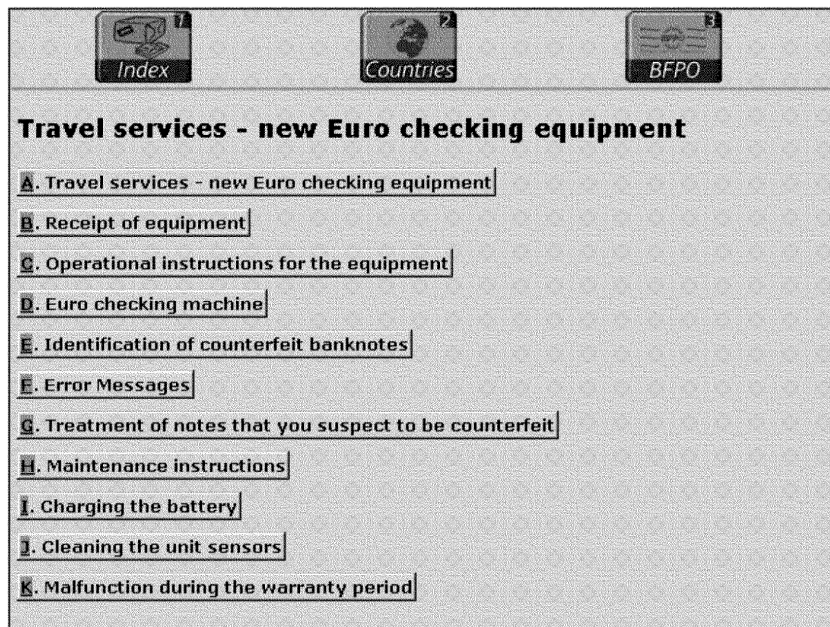 1
Index
2
Countries
3
BFPO
Travel services - new Euro checking equipment
A. Travel services - new Euro checking equipment
B. Receipt of equipment
C. Operational instructions for the equipment
D. Euro checking machine
E. Identification of counterfeit banknotes
F. Error Messages
G. Treatment of notes that you suspect to be counterfeit
H. Maintenance instructions
I. Charging the battery
J. Cleaning the unit sensors
K. Malfunction during the warranty period